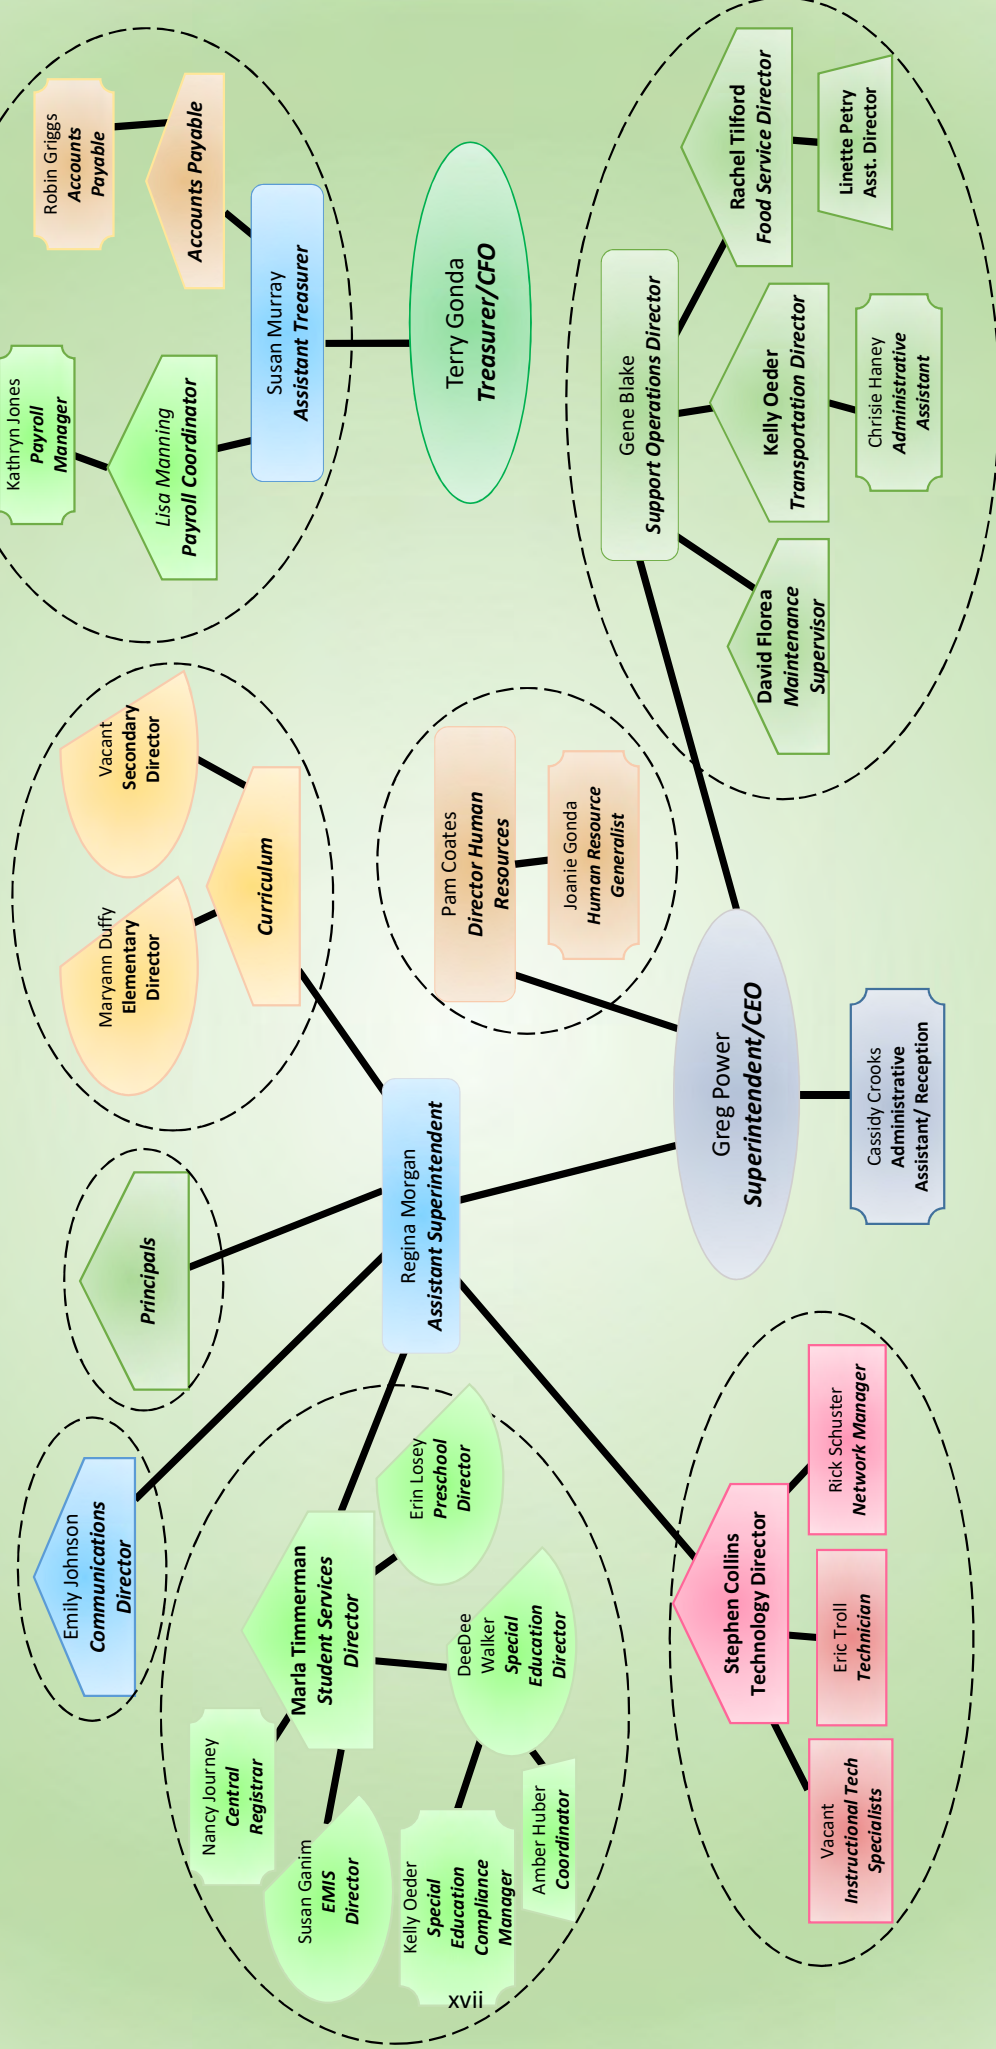 Emily Johnson
Communications
Director
Principals
Maryann Duffy
Elementary
Director
Vacant
Secondary
Director
Curriculum
Kathryn Jones
Payroll
Manager
Robin Griggs
Accounts
Payable
Lisa Manning
Payroll Coordinator
Accounts Payable
Susan Murray
Assistant Treasurer
Terry Gonda
Treasurer/CFO
Nancy Journey
Central
Registrar
Marla Timmerman
Student Services
Director
Susan Ganim
EMIS
Director
Erin Losey
Preschool
Director
Kelly Oeder
Special
Education
Compliance
Manager
DeeDee
Walker
Special
Education
Director
Amber Huber
Coordinator
Regina Morgan
Assistant Superintendent
Pam Coates
Director Human
Resources
Joanie Gonda
Human Resource
Generalist
Gene Blake
Support Operations Director
David Florea
Maintenance
Supervisor
Kelly Oeder
Transportation Director
Rachel Tilford
Food Service Director
Chrisie Haney
Administrative
Assistant
Linette Petry
Asst. Director
Greg Power
Superintendent/CEO
Cassidy Crooks
Administrative
Assistant/ Reception
Stephen Collins
Technology Director
Vacant
Instructional Tech
Specialists
Eric Troll
Technician
Rick Schuster
Network Manager
xvii